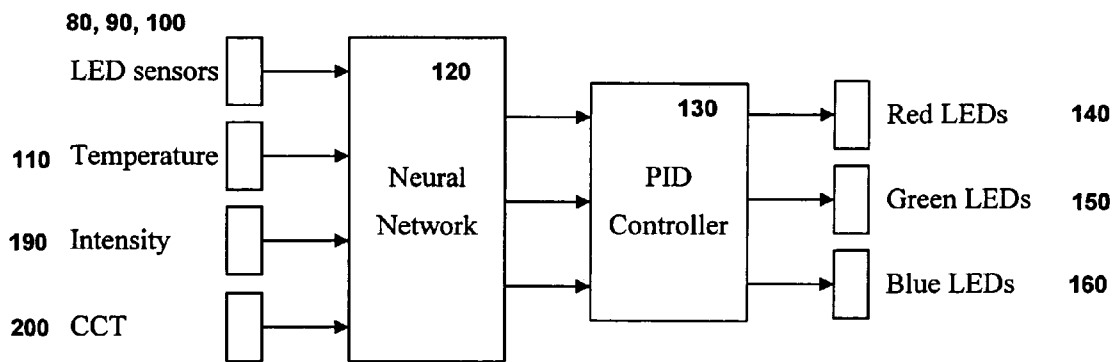 80, 90, 100
LED sensors
110 Temperature
190 Intensity
200 CCT
120
Neural
Network
130
PID
Controller
Red LEDs 140
Green LEDs 150
Blue LEDs 160